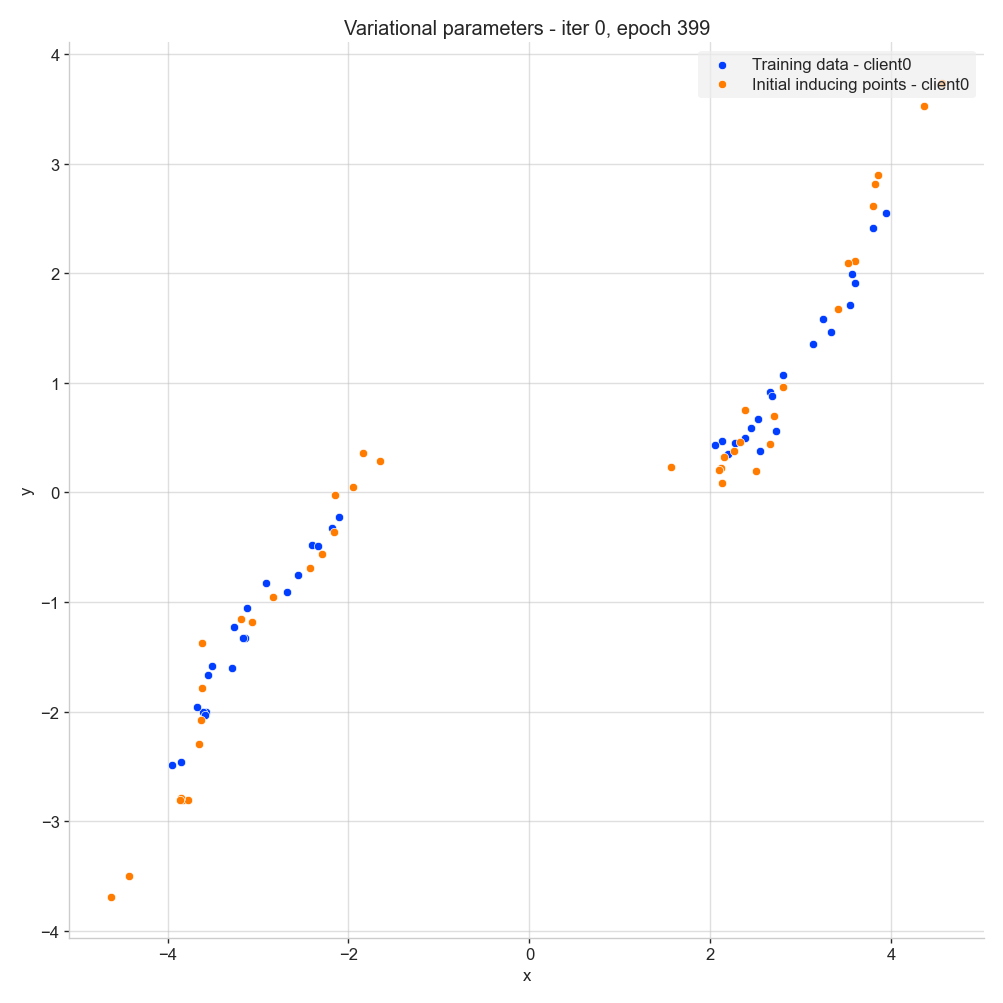 Variational parameters - iter 0, epoch 399
Training data - client0
Initial inducing points - client0
4
3
2
1
0
−1
−2
−3
−4
y
−4 −2 0 2 4
x